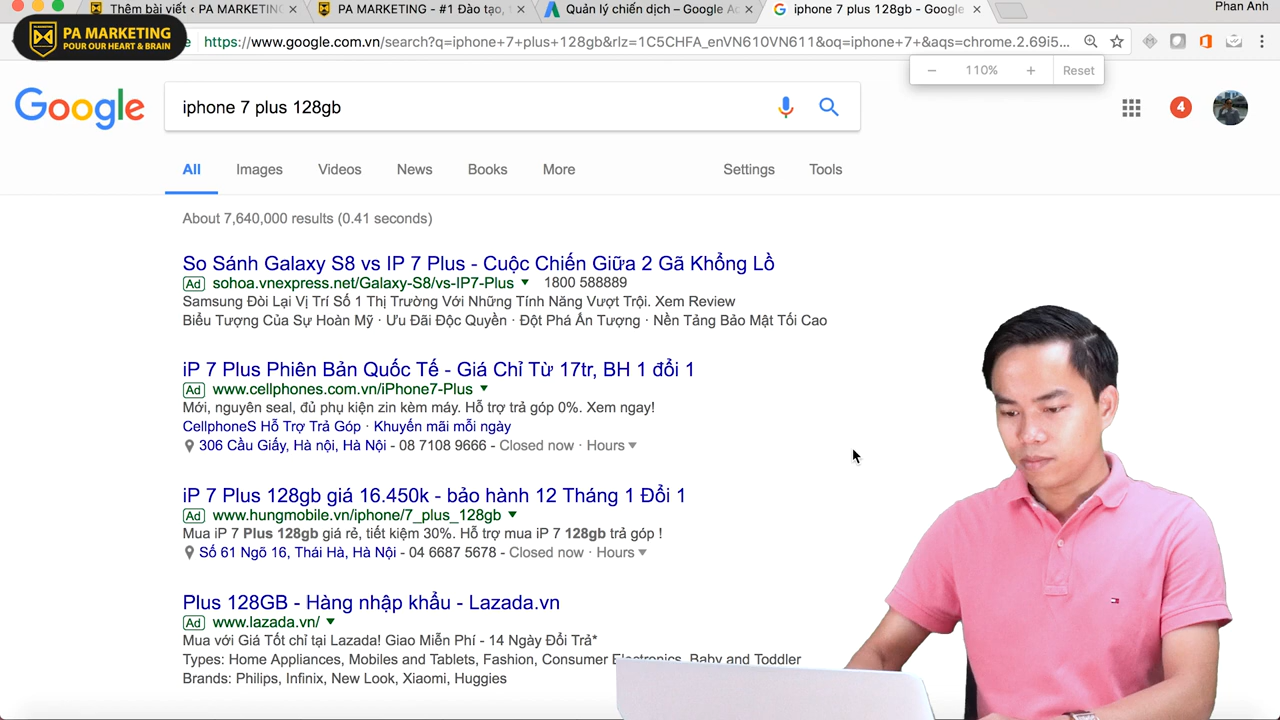 Thêm bài viết ‹ PA MARKETING
PA MARKETING - #1 Đào tạo,
Quản lý chiến dịch – Google Ad
iphone 7 plus 128gb - Google
Phan Anh
PA MARKETING
POUR OUR HEART & BRAIN
https://www.google.com.vn/search?q=iphone+7+plus+128gb&rlz=1C5CHFA_enVN610VN611&oq=iphone+7+&aqs=chrome.2.69i5...
110%
Reset
Google
iphone 7 plus 128gb
4
All
Images
Videos
News
Books
More
Settings
Tools
About 7,640,000 results (0.41 seconds)
So Sánh Galaxy S8 vs IP 7 Plus - Cuộc Chiến Giữa 2 Gã Khổng Lồ
Ad sohoa.vnexpress.net/Galaxy-S8/vs-IP7-Plus 1800 588889
Samsung Đòi Lại Vị Trí Số 1 Thị Trường Với Những Tính Năng Vượt Trội. Xem Review
Biểu Tượng Của Sự Hoàn Mỹ · Ưu Đãi Độc Quyền · Đột Phá Ấn Tượng · Nền Tảng Bảo Mật Tối Cao
iP 7 Plus Phiên Bản Quốc Tế - Giá Chỉ Từ 17tr, BH 1 đổi 1
Ad www.cellphones.com.vn/iPhone7-Plus
Mới, nguyên seal, đủ phụ kiện zin kèm máy. Hỗ trợ trả góp 0%. Xem ngay!
CellphoneS Hỗ Trợ Trả Góp · Khuyến mãi mỗi ngày
306 Cầu Giấy, Hà nội, Hà Nội - 08 7108 9666 - Closed now · Hours
iP 7 Plus 128gb giá 16.450k - bảo hành 12 Tháng 1 Đổi 1
Ad www.hungmobile.vn/iphone/7_plus_128gb
Mua iP 7 Plus 128gb giá rẻ, tiết kiệm 30%. Hỗ trợ mua iP 7 128gb trả góp !
Số 61 Ngõ 16, Thái Hà, Hà Nội - 04 6687 5678 - Closed now · Hours
Plus 128GB - Hàng nhập khẩu - Lazada.vn
Ad www.lazada.vn/
Mua với Giá Tốt chỉ tại Lazada! Giao Miễn Phí - 14 Ngày Đổi Trả*
Types: Home Appliances, Mobiles and Tablets, Fashion, Consumer Electronics, Baby and Toddler
Brands: Philips, Infinix, New Look, Xiaomi, Huggies